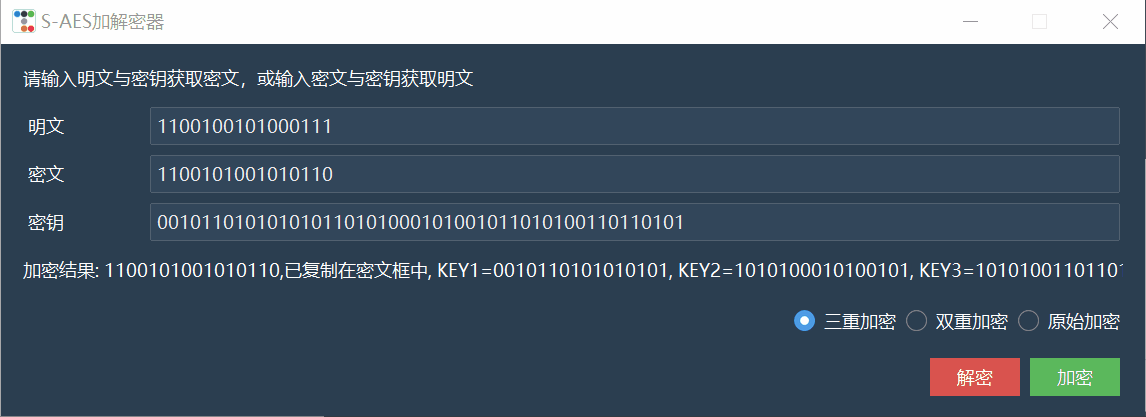 S-AES加解密器
请输入明文与密钥获取密文，或输入密文与密钥获取明文
明文 1100100101000111
密文 1100101001010110
密钥 001011010101010110101000101001011010100110110101
加密结果: 1100101001010110,已复制在密文框中, KEY1=0010110101010101, KEY2=1010100010100101, KEY3=101010011011010
三重加密 双重加密 原始加密
解密 加密